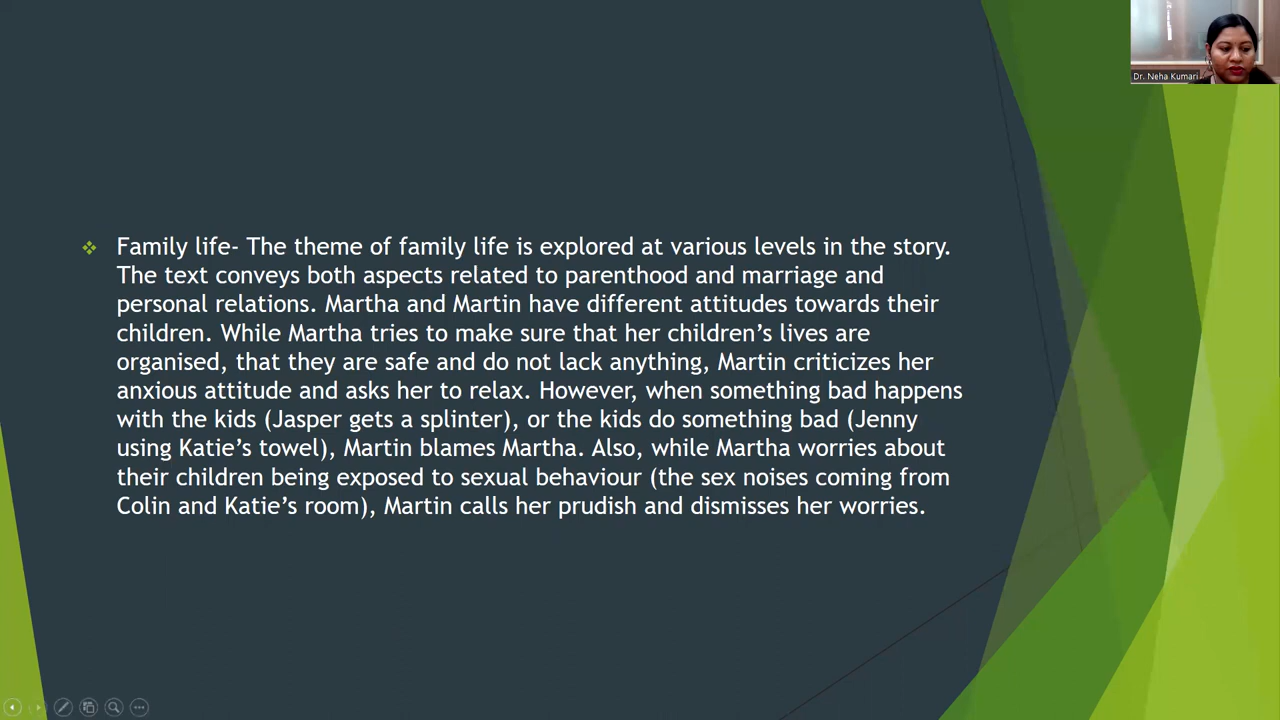 Dr. Neha Kumari
Family life- The theme of family life is explored at various levels in the story.
The text conveys both aspects related to parenthood and marriage and
personal relations. Martha and Martin have different attitudes towards their
children. While Martha tries to make sure that her children’s lives are
organised, that they are safe and do not lack anything, Martin criticizes her
anxious attitude and asks her to relax. However, when something bad happens
with the kids (Jasper gets a splinter), or the kids do something bad (Jenny
using Katie’s towel), Martin blames Martha. Also, while Martha worries about
their children being exposed to sexual behaviour (the sex noises coming from
Colin and Katie’s room), Martin calls her prudish and dismisses her worries.